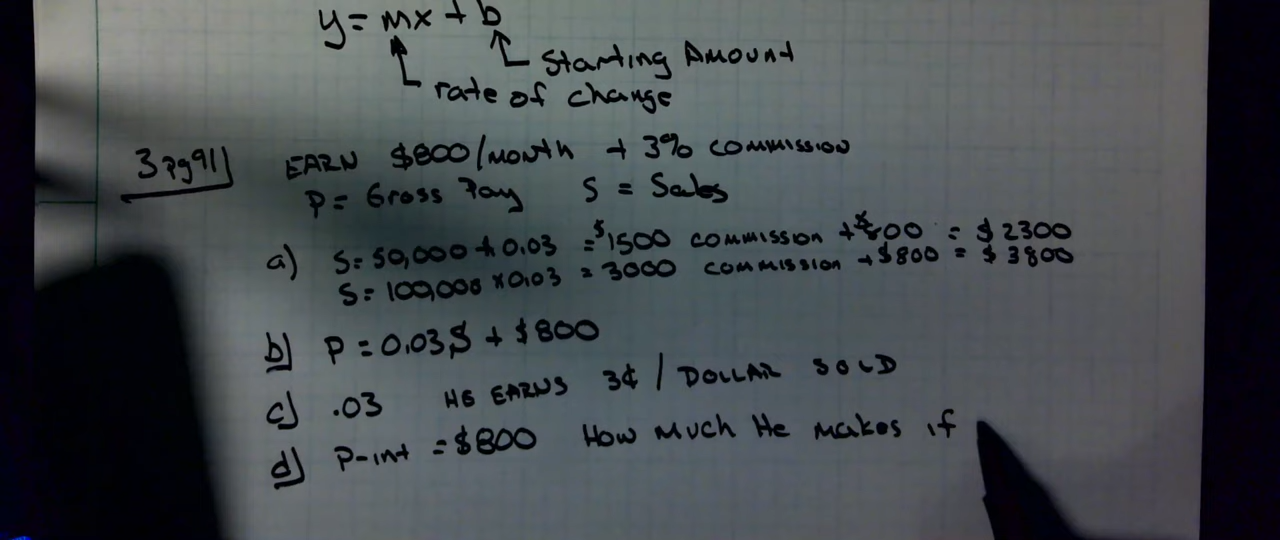 y = mx + b
Starting Amount
rate of change
3 pg 91 EARN $800/month + 3% commission
P = Gross Pay S = Sales
a) S = 50,000 × 0.03 = $1500 commission + $800 = $2300
S = 100,000 × 0.03 = 3000 commission + $800 = $3800
b) P = 0.03S + $800
c) .03 HE EARNS 3¢ / DOLLAR SOLD
d) P-int = $800 How much He makes if